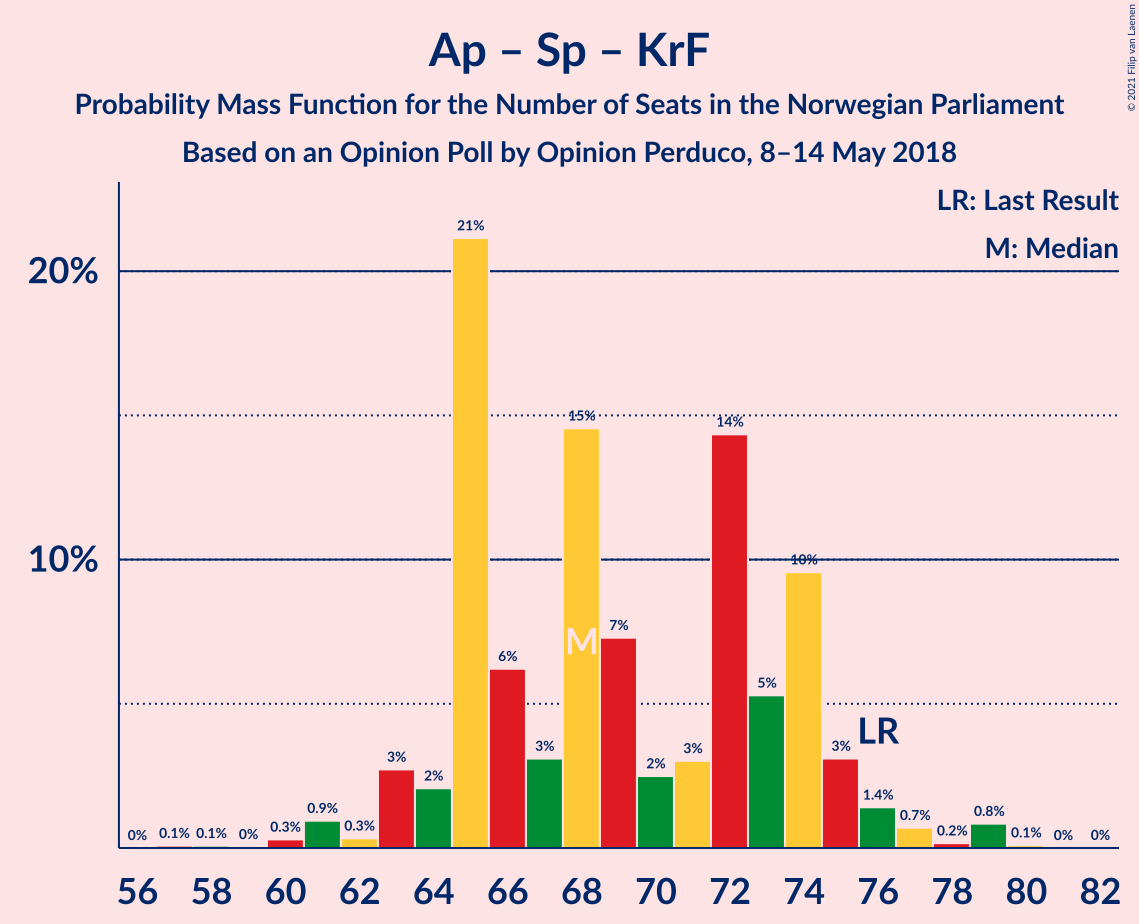 Ap – Sp – KrF
Probability Mass Function for the Number of Seats in the Norwegian Parliament
Based on an Opinion Poll by Opinion Perduco, 8–14 May 2018
© 2021 Filip van Laenen
LR: Last Result
M: Median
20%
10%
0% 0.1% 0.1% 0% 0.3% 0.9% 0.3% 3% 2% 21% 6% 3% 15% 7% 2% 3% 14% 5% 10% 3% 1.4% 0.7% 0.2% 0.8% 0.1% 0% 0%
M
LR
56 58 60 62 64 66 68 70 72 74 76 78 80 82